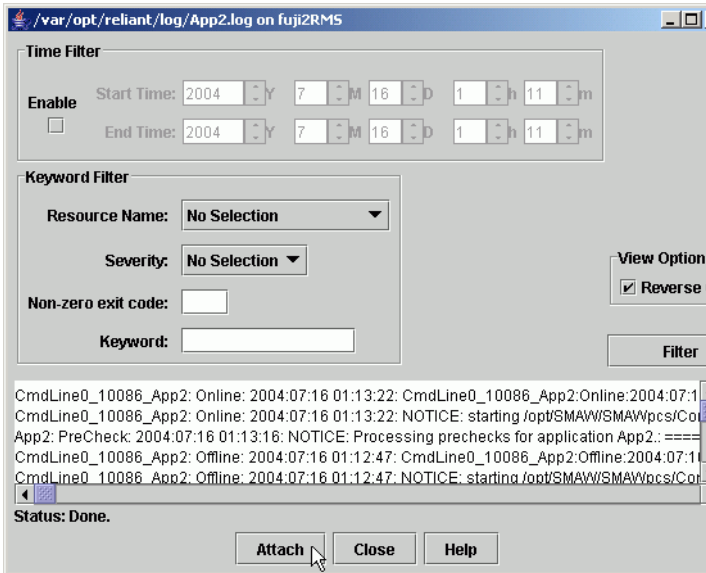 /var/opt/reliant/log/App2.log on fuji2RMS
Time Filter
Enable
Start Time: 2004 Y 7 M 16 D 1 h 11 m
End Time: 2004 Y 7 M 16 D 1 h 11 m
Keyword Filter
Resource Name: No Selection
Severity: No Selection
Non-zero exit code:
Keyword:
View Option
Reverse
Filter
CmdLine0_10086_App2: Online: 2004:07:16 01:13:22: CmdLine0_10086_App2:Online:2004:07:1
CmdLine0_10086_App2: Online: 2004:07:16 01:13:22: NOTICE: starting /opt/SMAW/SMAWpcs/Con
App2: PreCheck: 2004:07:16 01:13:16: NOTICE: Processing prechecks for application App2.: ====
CmdLine0_10086_App2: Offline: 2004:07:16 01:12:47: CmdLine0_10086_App2:Offline:2004:07:1
CmdLine0_10086_App2: Offline: 2004:07:16 01:12:47: NOTICE: starting /opt/SMAW/SMAWpcs/Con
Status: Done.
Attach Close Help